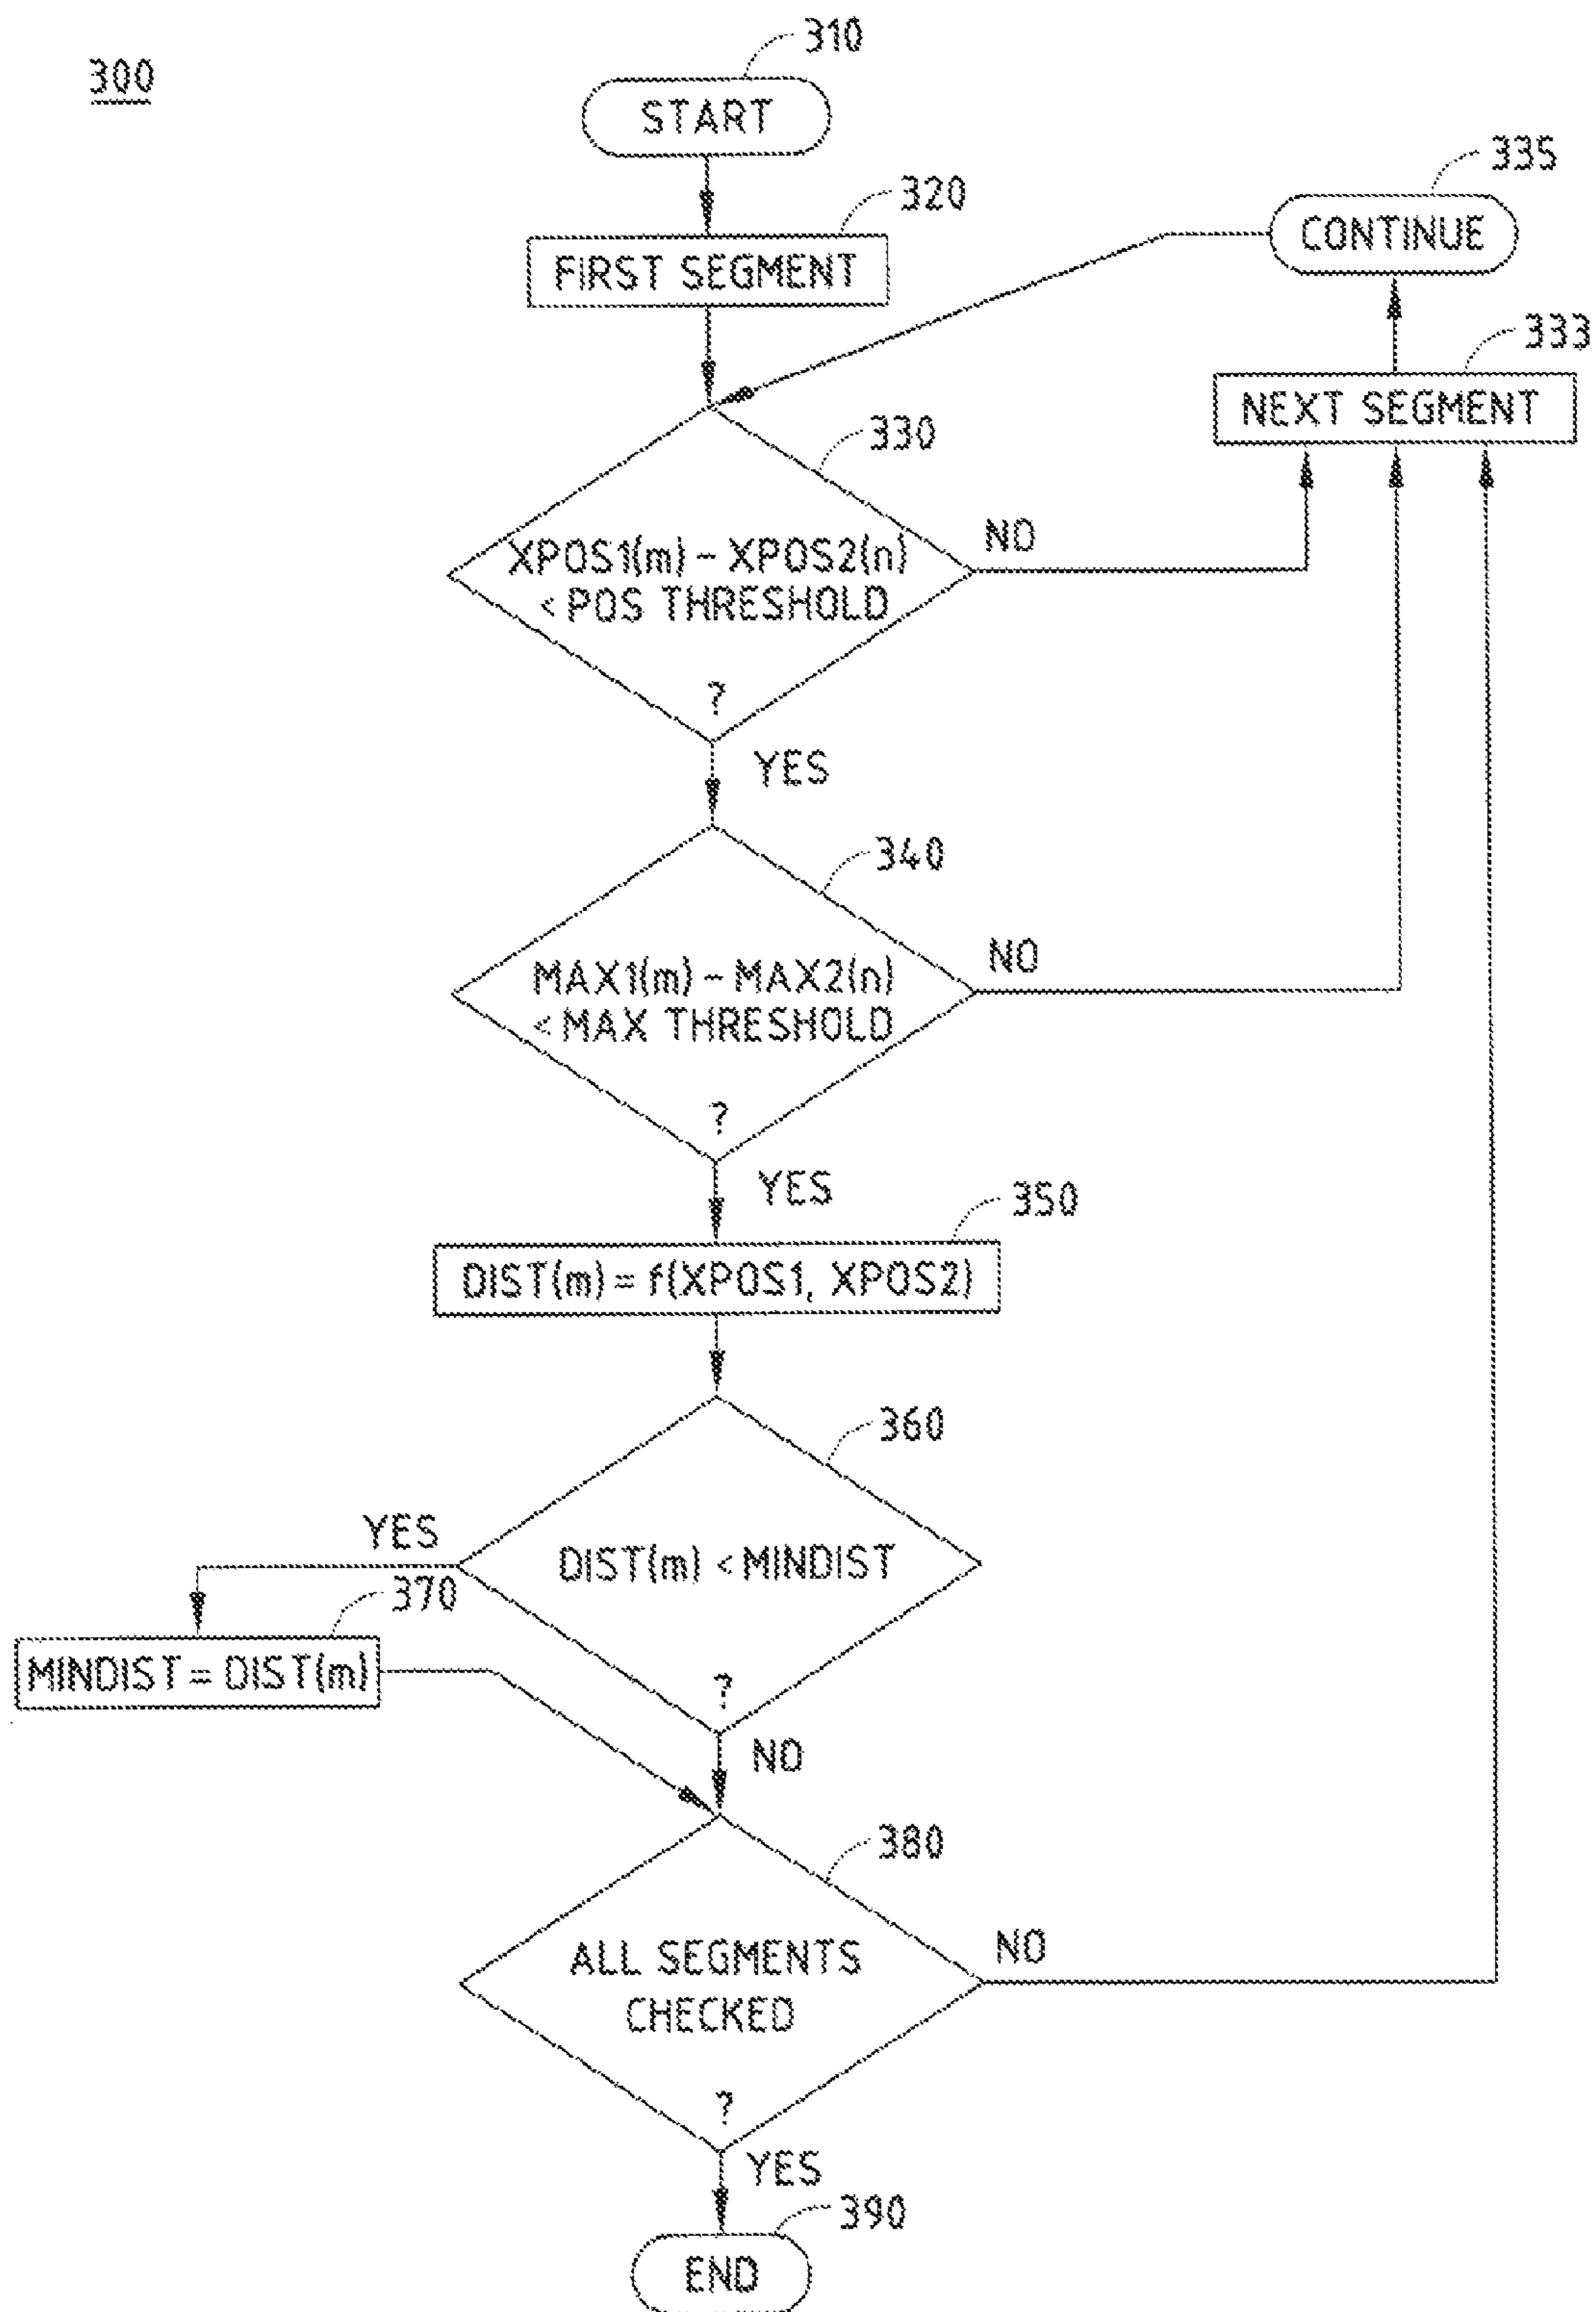 300
310
START
320
FIRST SEGMENT
335
CONTINUE
333
NEXT SEGMENT
330
XPOS1(m) - XPOS2(n)
< POS THRESHOLD
?
NO
YES
340
MAX1(m) - MAX2(n)
< MAX THRESHOLD
?
NO
YES
350
DIST(m) = f(XPOS1, XPOS2)
360
DIST(m) < MINDIST
?
YES
370
MINDIST = DIST(m)
NO
380
ALL SEGMENTS
CHECKED
?
NO
YES
390
END